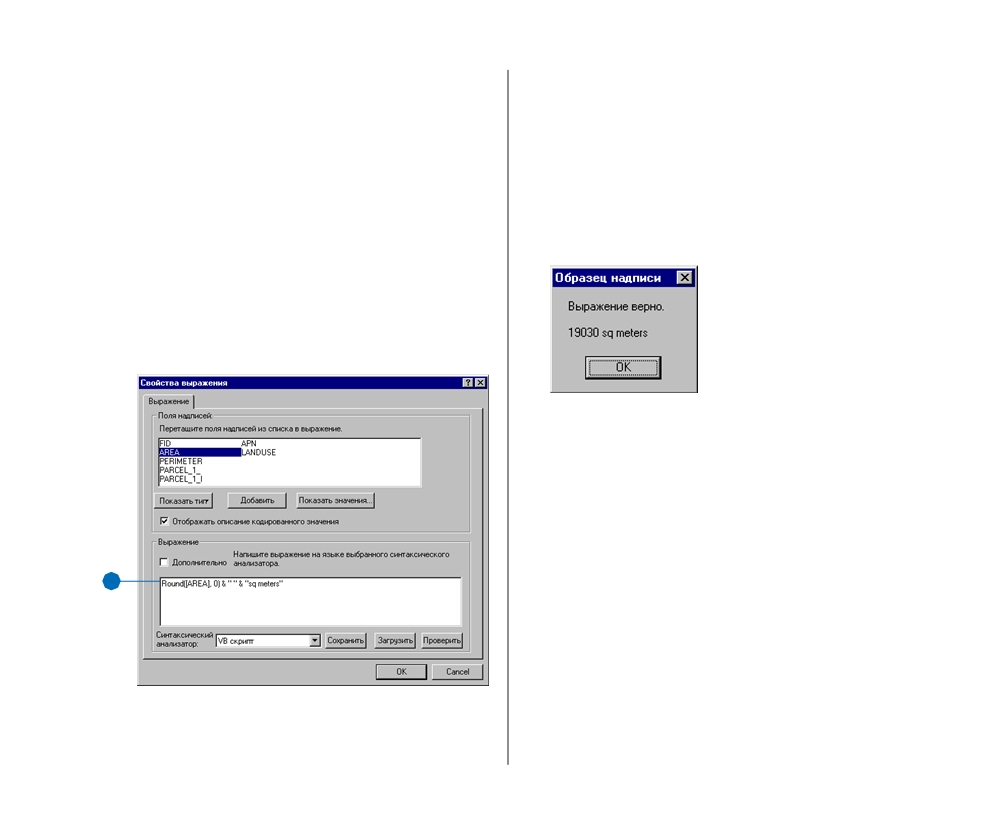 Свойства выражения
Выражение
Поля надписей:
Перетащите поля надписей из списка в выражение.
FID APN
AREA LANDUSE
PERIMETER
PARCEL_1_
PARCEL_1_I
Показать тип Добавить Показать значения...
Отображать описание кодированного значения
Выражение
Дополнительно
Напишите выражение на языке выбранного синтаксического
анализатора.
Round([AREA], 0) & " " & "sq meters"
Синтаксический
анализатор:
VB скрипт Сохранить Загрузить Проверить
OK Cancel
Образец надписи
Выражение верно.
19030 sq meters
OK